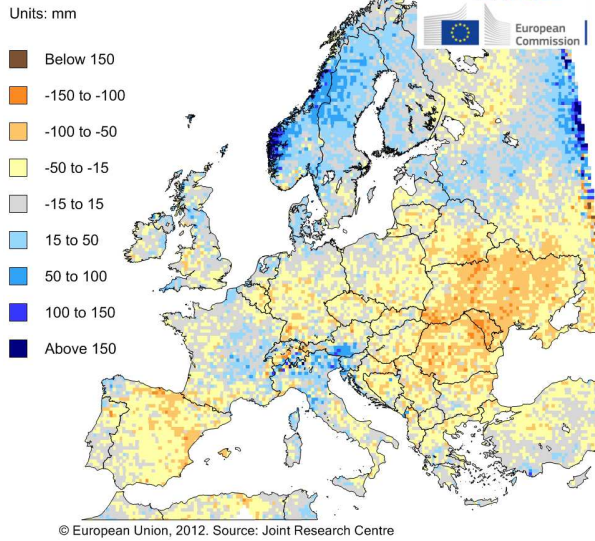 Units: mm
European
Commission
Below 150
-150 to -100
-100 to -50
-50 to -15
-15 to 15
15 to 50
50 to 100
100 to 150
Above 150
© European Union, 2012. Source: Joint Research Centre